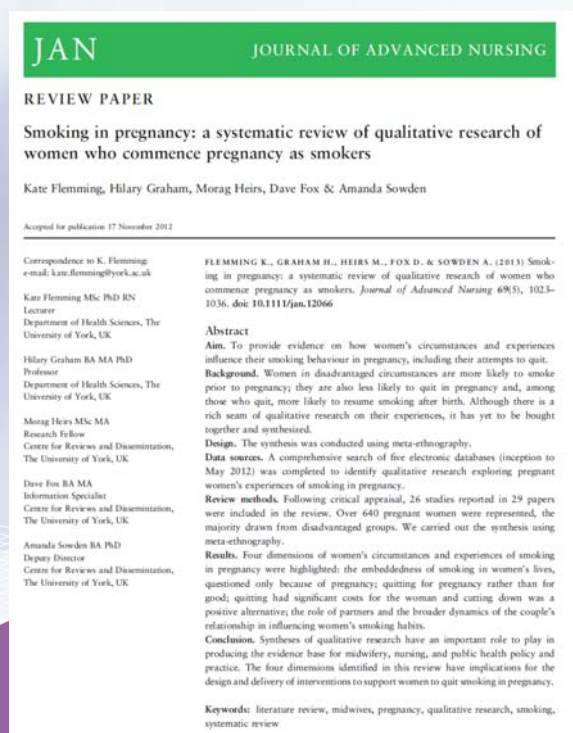 JAN
JOURNAL OF ADVANCED NURSING
REVIEW PAPER
Smoking in pregnancy: a systematic review of qualitative research of
women who commence pregnancy as smokers
Kate Flemming, Hilary Graham, Morag Heirs, Dave Fox & Amanda Sowden
Accepted for publication 17 November 2012
Correspondence to K. Flemming:
e-mail: kate.flemming@york.ac.uk
Kate Flemming MSc PhD RN
Lecturer
Department of Health Sciences, The
University of York, UK
Hilary Graham BA MA PhD
Professor
Department of Health Sciences, The
University of York, UK
Morag Heirs MSc MA
Research Fellow
Centre for Reviews and Dissemination,
The University of York, UK
Dave Fox BA MA
Information Specialist
Centre for Reviews and Dissemination,
The University of York, UK
Amanda Sowden BA PhD
Deputy Director
Centre for Reviews and Dissemination,
The University of York, UK
FLEMMING K., GRAHAM H., HEIRS M., FOX D. & SOWDEN A. (2013) Smok-
ing in pregnancy: a systematic review of qualitative research of women who
commence pregnancy as smokers. Journal of Advanced Nursing 69(5), 1023–
1036. doi: 10.1111/jan.12066
Abstract
Aim. To provide evidence on how women's circumstances and experiences
influence their smoking behaviour in pregnancy, including their attempts to quit.
Background. Women in disadvantaged circumstances are more likely to smoke
prior to pregnancy; they are also less likely to quit in pregnancy and, among
those who quit, more likely to resume smoking after birth. Although there is a
rich seam of qualitative research on their experiences, it has yet to be bought
together and synthesized.
Design. The synthesis was conducted using meta-ethnography.
Data sources. A comprehensive search of five electronic databases (inception to
May 2012) was completed to identify qualitative research exploring pregnant
women's experiences of smoking in pregnancy.
Review methods. Following critical appraisal, 26 studies reported in 29 papers
were included in the review. Over 640 pregnant women were represented, the
majority drawn from disadvantaged groups. We carried out the synthesis using
meta-ethnography.
Results. Four dimensions of women's circumstances and experiences of smoking
in pregnancy were highlighted: the embeddedness of smoking in women's lives,
questioned only because of pregnancy; quitting for pregnancy rather than for
good; quitting had significant costs for the woman and cutting down was a
positive alternative; the role of partners and the broader dynamics of the couple's
relationship in influencing women's smoking habits.
Conclusion. Syntheses of qualitative research have an important role to play in
producing the evidence base for midwifery, nursing, and public health policy and
practice. The four dimensions identified in this review have implications for the
design and delivery of interventions to support women to quit smoking in pregnancy.
Keywords: literature review, midwives, pregnancy, qualitative research, smoking,
systematic review